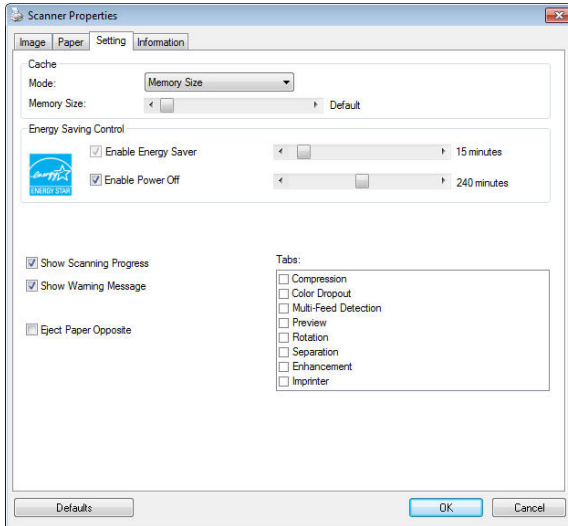 Scanner Properties
Image Paper Setting Information
Cache
Mode: Memory Size
Memory Size: Default
Energy Saving Control
Enable Energy Saver 15 minutes
energy
ENERGY STAR
Enable Power Off 240 minutes
Show Scanning Progress
Show Warning Message
Eject Paper Opposite
Tabs:
Compression
Color Dropout
Multi-Feed Detection
Preview
Rotation
Separation
Enhancement
Imprinter
Defaults OK Cancel